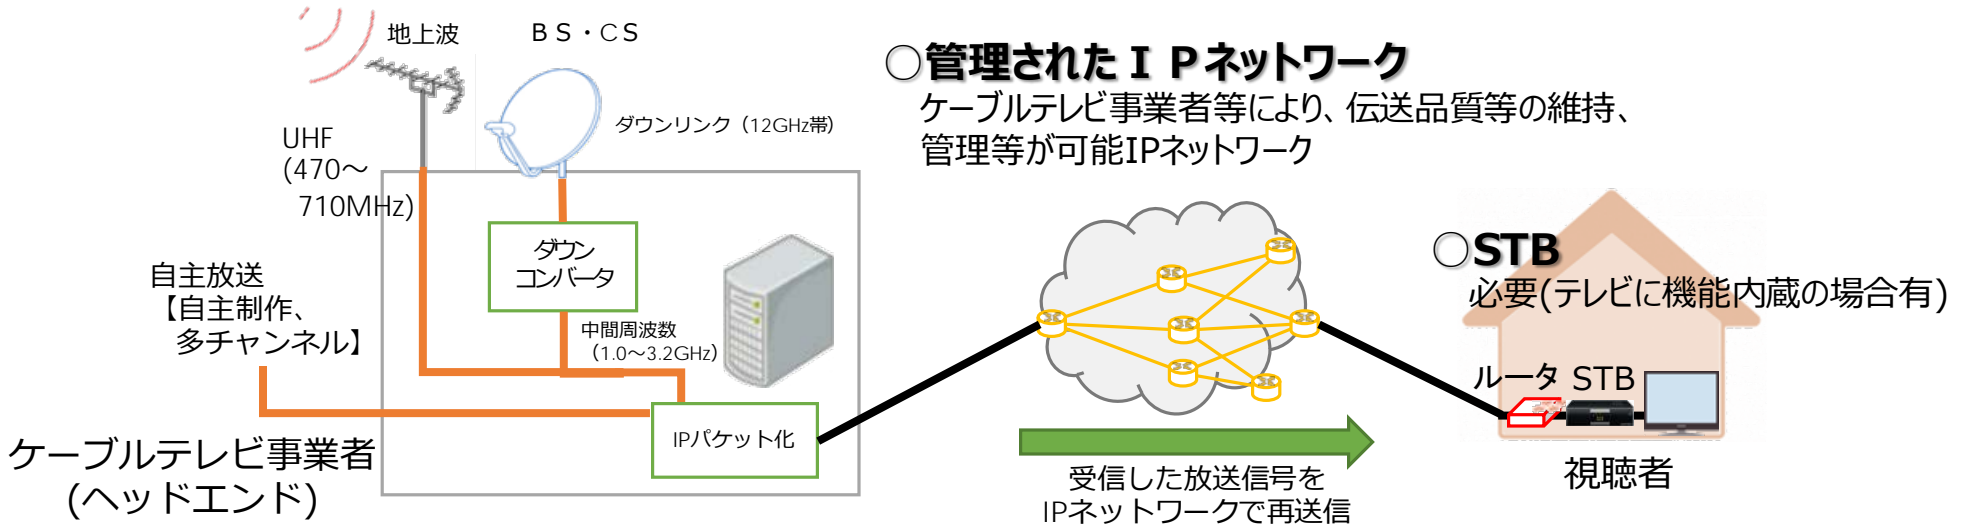 地上波
ＢＳ・ＣＳ
ダウンリンク（12GHz帯）
UHF
(470～
710MHz)
ダウン
コンバータ
中間周波数
（1.0～3.2GHz）
自主放送
【自主制作、
多チャンネル】
IPパケット化
ケーブルテレビ事業者
(ヘッドエンド)
○管理されたＩＰネットワーク
ケーブルテレビ事業者等により、伝送品質等の維持、
管理等が可能IPネットワーク
受信した放送信号を
IPネットワークで再送信
○STB
必要(テレビに機能内蔵の場合有)
ルータ STB
視聴者